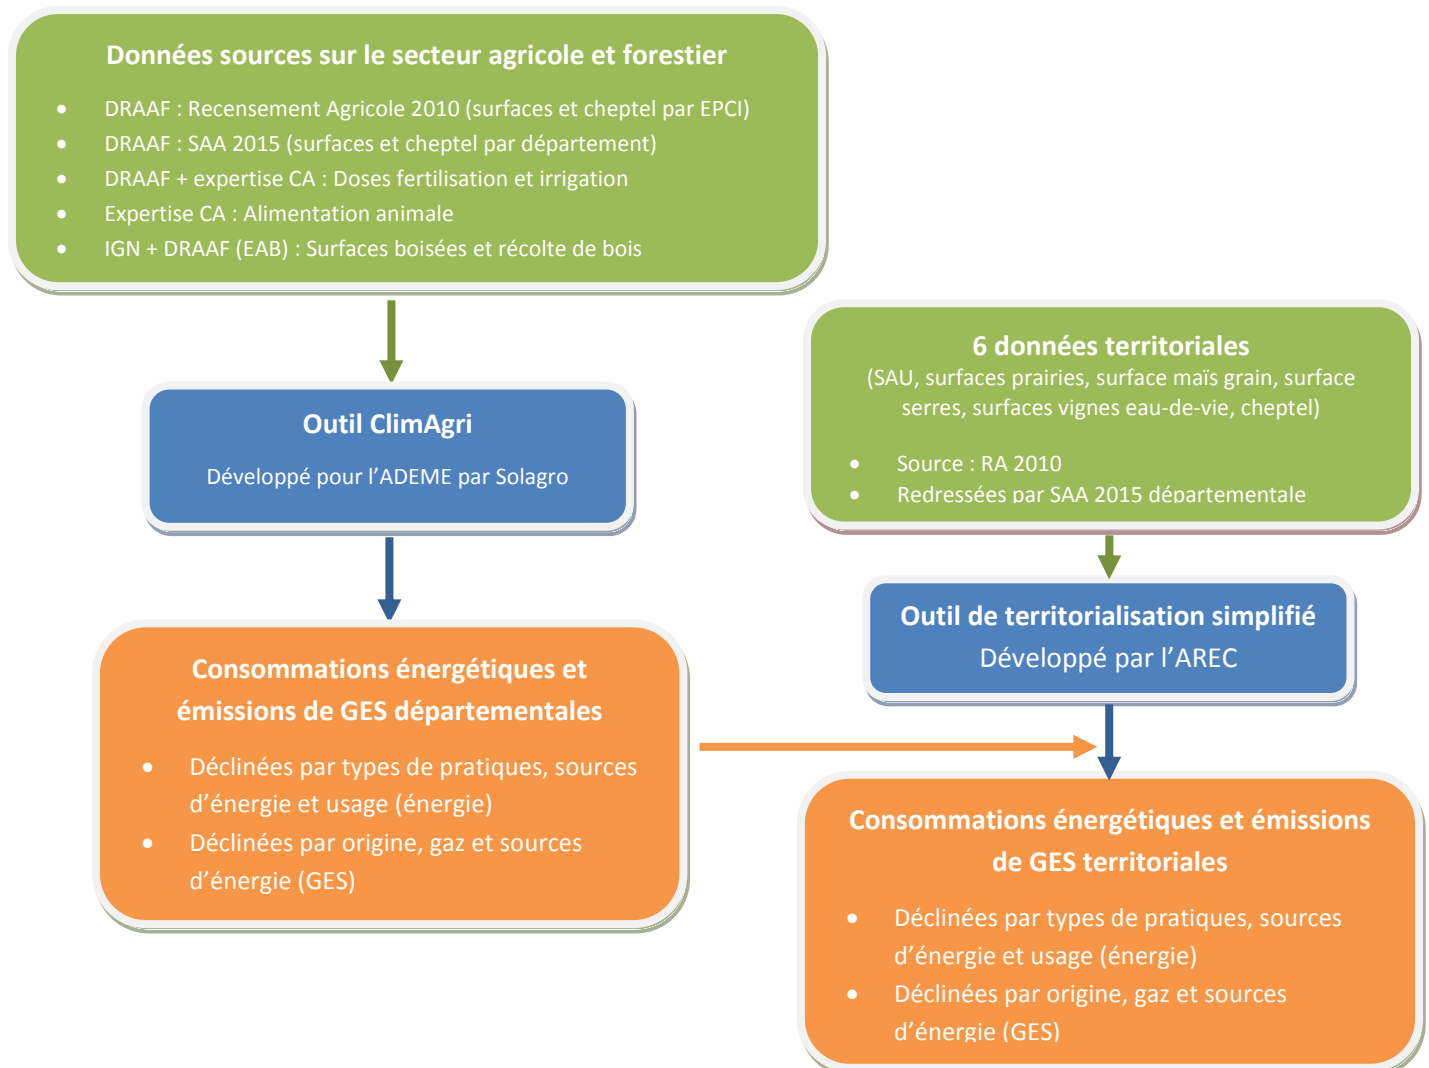 Données sources sur le secteur agricole et forestier
• DRAAF : Recensement Agricole 2010 (surfaces et cheptel par EPCI)
• DRAAF : SAA 2015 (surfaces et cheptel par département)
• DRAAF + expertise CA : Doses fertilisation et irrigation
• Expertise CA : Alimentation animale
• IGN + DRAAF (EAB) : Surfaces boisées et récolte de bois
Outil ClimAgri
Développé pour l’ADEME par Solagro
Consommations énergétiques et
émissions de GES départementales
• Déclinées par types de pratiques, sources
d’énergie et usage (énergie)
• Déclinées par origine, gaz et sources
d’énergie (GES)
6 données territoriales
(SAU, surfaces prairies, surface maïs grain, surface
serres, surfaces vignes eau-de-vie, cheptel)
• Source : RA 2010
• Redressées par SAA 2015 départementale
Outil de territorialisation simplifié
Développé par l’AREC
Consommations énergétiques et émissions
de GES territoriales
• Déclinées par types de pratiques, sources
d’énergie et usage (énergie)
• Déclinées par origine, gaz et sources
d’énergie (GES)